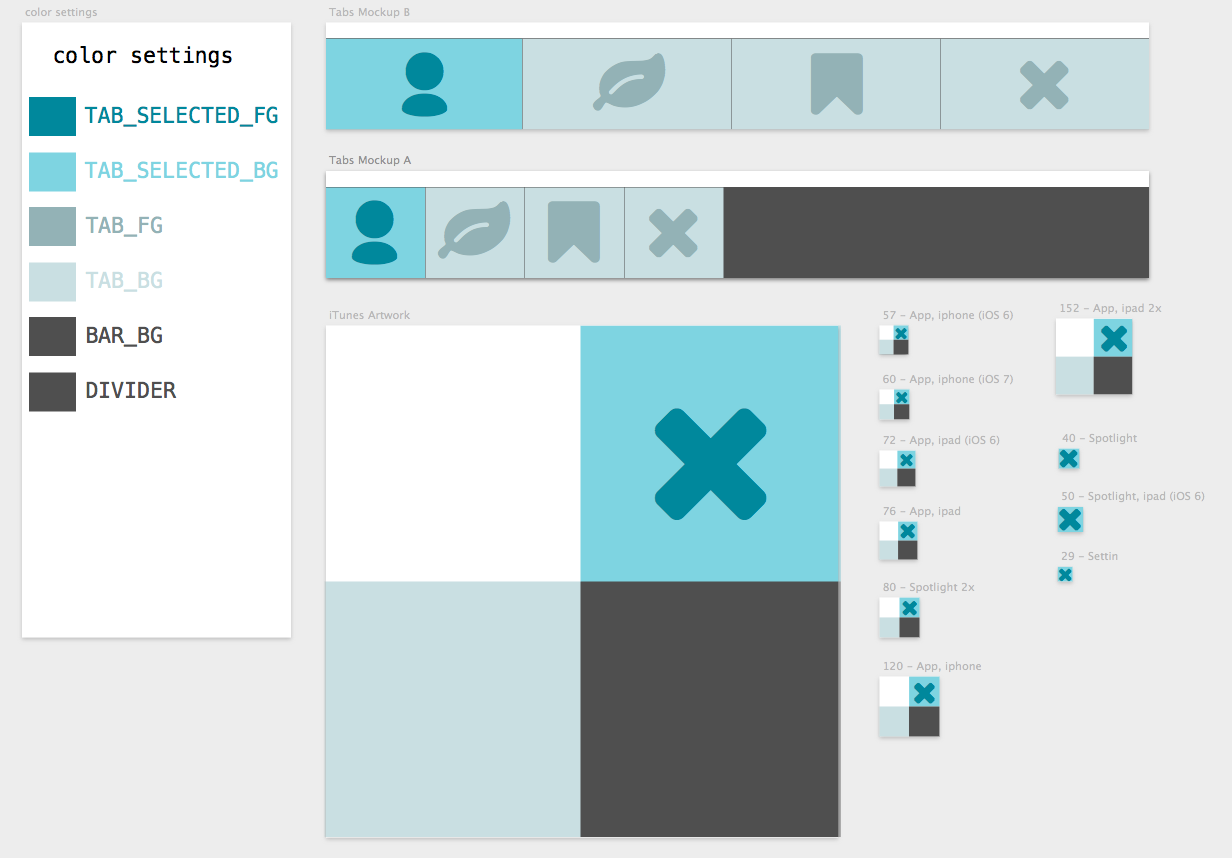 color settings
color settings
TAB_SELECTED_FG
TAB_SELECTED_BG
TAB_FG
TAB_BG
BAR_BG
DIVIDER
Tabs Mockup B
Tabs Mockup A
iTunes Artwork
57 – App, iphone (iOS 6)
60 – App, iphone (iOS 7)
72 – App, ipad (iOS 6)
76 – App, ipad
80 – Spotlight 2x
120 – App, iphone
152 – App, ipad 2x
40 – Spotlight
50 – Spotlight, ipad (iOS 6)
29 – Settin